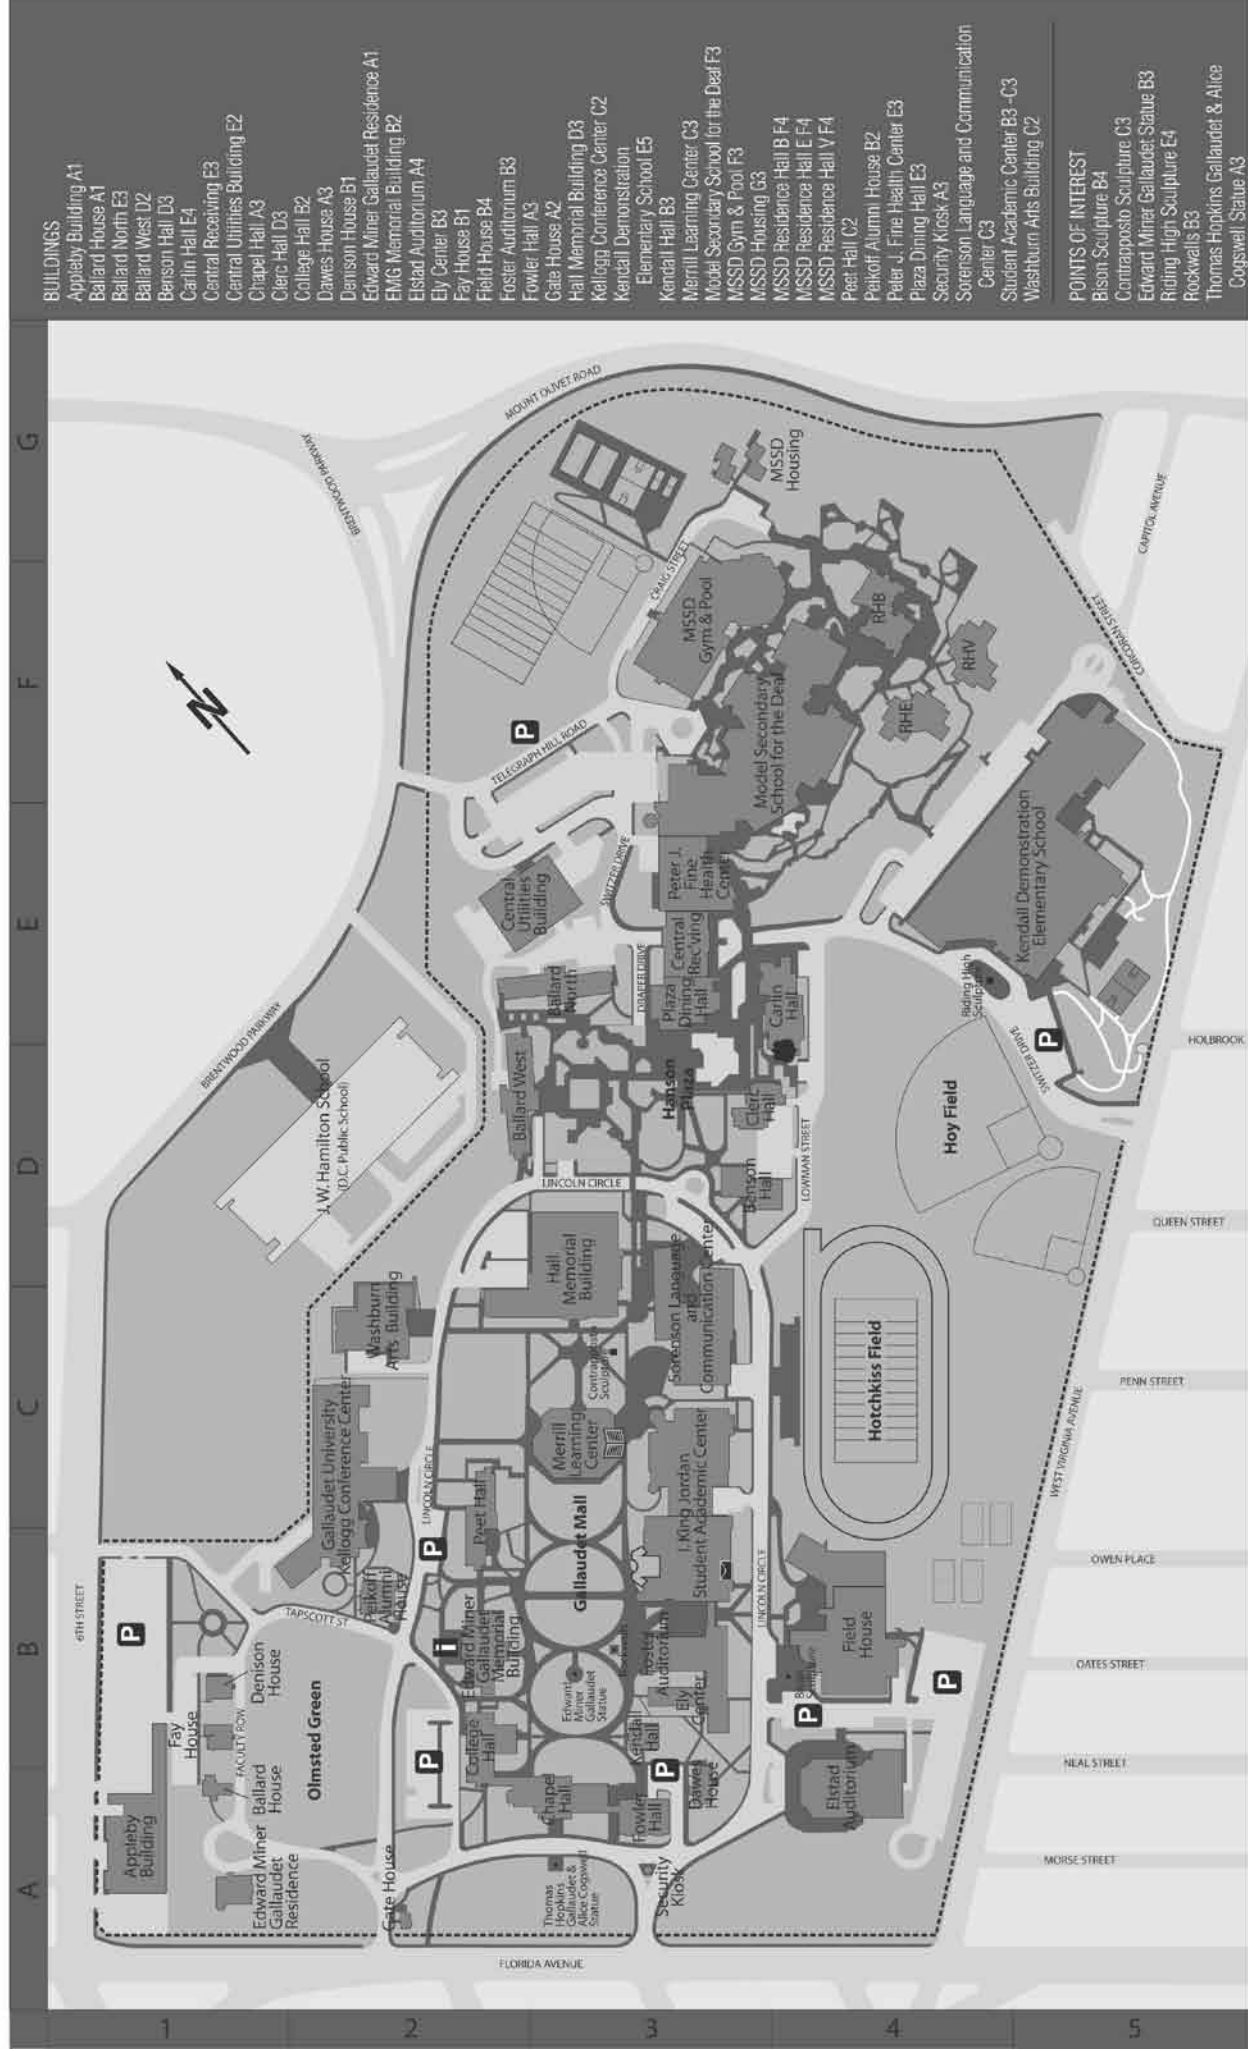 BUILDINGS
Appleby Building A1
Ballard House A1
Ballard North E3
Ballard West D2
Benson Hall D3
Carlin Hall E4
Central Receiving E3
Central Utilities Building E2
Chapel Hall A3
Clerc Hall D3
College Hall B2
Dawes House A3
Denison House B1
Edward Miner Gallaudet Residence A1
EMG Memorial Building B2
Elstad Auditorium A4
Ely Center B3
Fay House B1
Field House B4
Foster Auditorium B3
Fowler Hall A3
Gate House A2
Hall Memorial Building D3
Kellogg Conference Center C2
Kendall Demonstration
Elementary School E5
Kendall Hall B3
Merrill Learning Center C3
Model Secondary School for the Deaf F3
MSSD Gym & Pool F3
MSSD Housing G3
MSSD Residence Hall B F4
MSSD Residence Hall E F4
MSSD Residence Hall V F4
Peet Hall C2
Peikoff Alumni House B2
Peter J. Fine Health Center E3
Plaza Dining Hall E3
Security Kiosk A3
Sorenson Language and Communication
Center C3
Student Academic Center B3 -C3
Washburn Arts Building C2
POINTS OF INTEREST
Bison Sculpture B4
Contrapposto Sculpture C3
Edward Miner Gallaudet Statue B3
Riding High Sculpture E4
Rockwalls B3
Thomas Hopkins Gallaudet & Alice
Cogswell Statue A3
A
B
C
D
E
F
G
1
2
3
4
5
N
6TH STREET
P
Appleby
Building
Fay
House
Denison
House
FACULTY ROW
Ballard
House
Edward Miner
Gallaudet
Residence
Olmsted Green
TAPSCOTT ST
Gate House
P
P
i
Peikoff
Alumni
House
Gallaudet University
Kellogg Conference Center
Washburn
Arts Building
J.W. Hamilton School
(D.C. Public School)
BRENTWOOD PARKWAY
BRENTWOOD PARKWAY
MOUNT OLIVET ROAD
LINCOLN CIRCLE
College
Hall
Edward Miner
Gallaudet
Memorial
Building
Peet Hall
Chapel
Hall
Edward
Miner
Gallaudet
Statue
Gallaudet Mall
Merrill
Learning
Center
Contrapposto
Sculpture
Hall
Memorial
Building
LINCOLN CIRCLE
Ballard West
Ballard
North
Central
Utilities
Building
TELEGRAPH HILL ROAD
P
SWITZER DRIVE
DRAPER DRIVE
CRAIG STREET
MSSD
Gym & Pool
MSSD
Housing
Thomas
Hopkins
Gallaudet &
Alice Cogswell
Statue
Security
Kiosk
Fowler
Hall
P
Dawes
House
Kendall
Hall
Ely
Center
Foster
Auditorium
Rockwalls
J. King Jordan
Student Academic Center
Sorenson Language
and
Communication Center
Benson
Hall
Clerc
Hall
Hanson
Plaza
Plaza
Dining
Hall
Central
Rec'ving
Peter J.
Fine
Health
Center
Model Secondary
School for the Deaf
Carlin
Hall
LOWMAN STREET
LINCOLN CIRCLE
RHB
RHE
RHV
Elstad
Auditorium
P
P
Bison
Sculpture
Field
House
Hotchkiss Field
Hoy Field
Riding High
Sculpture
SWITZER DRIVE
P
Kendall Demonstration
Elementary School
CORCORAN STREET
CAPITOL AVENUE
FLORIDA AVENUE
MORSE STREET
NEAL STREET
OATES STREET
OWEN PLACE
WEST VIRGINIA AVENUE
PENN STREET
QUEEN STREET
HOLBROOK